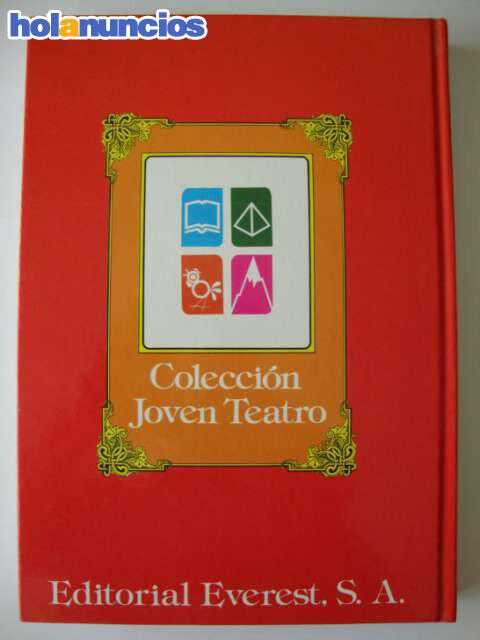 holanuncios
Colección
Joven Teatro
Editorial Everest, S. A.